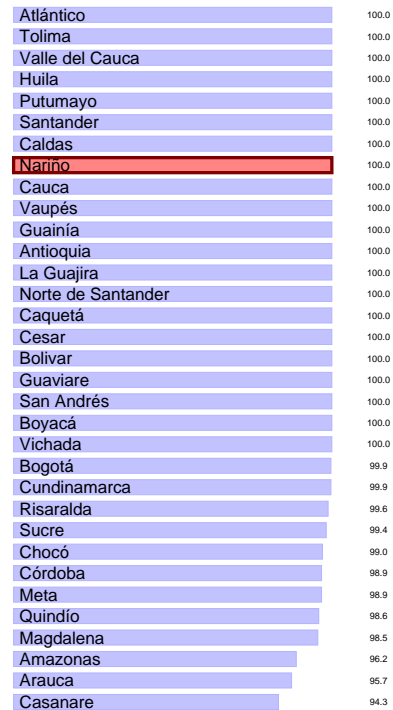 Atlántico 100.0
Tolima 100.0
Valle del Cauca 100.0
Huila 100.0
Putumayo 100.0
Santander 100.0
Caldas 100.0
Nariño 100.0
Cauca 100.0
Vaupés 100.0
Guainía 100.0
Antioquia 100.0
La Guajira 100.0
Norte de Santander 100.0
Caquetá 100.0
Cesar 100.0
Bolivar 100.0
Guaviare 100.0
San Andrés 100.0
Boyacá 100.0
Vichada 100.0
Bogotá 99.9
Cundinamarca 99.9
Risaralda 99.6
Sucre 99.4
Chocó 99.0
Córdoba 98.9
Meta 98.9
Quindío 98.6
Magdalena 98.5
Amazonas 96.2
Arauca 95.7
Casanare 94.3